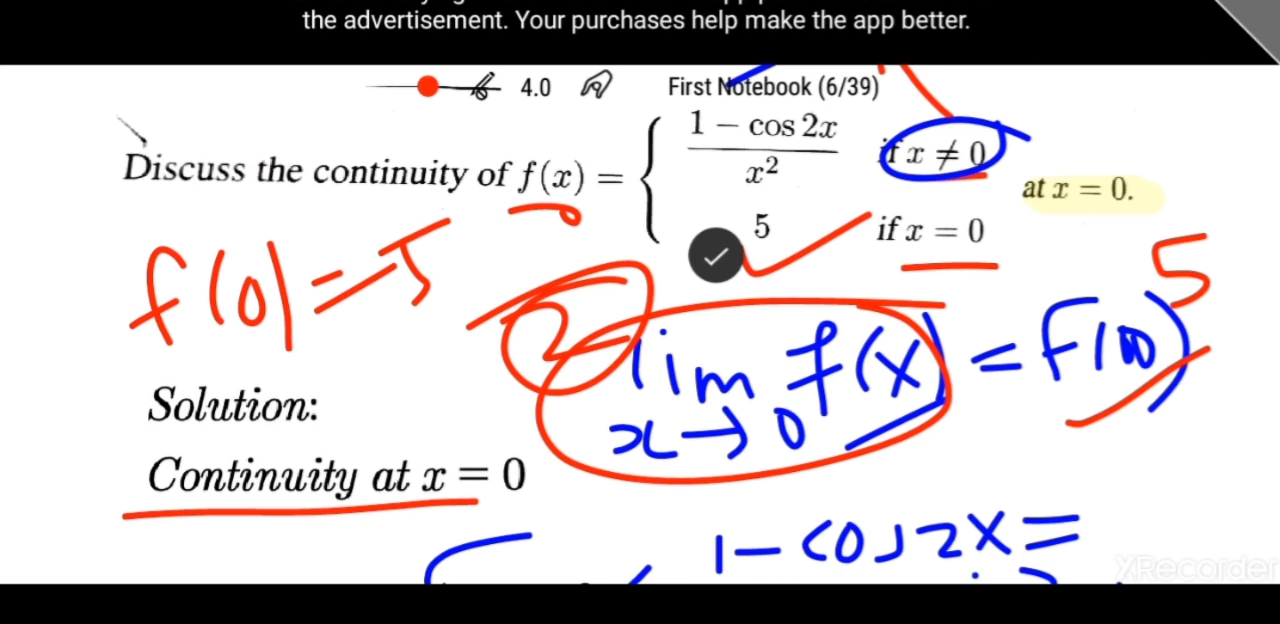 the advertisement. Your purchases help make the app better.
4.0 First Notebook (6/39)
Discuss the continuity of f(x) = { 1 − cos 2x / x² if x ≠ 0
5 if x = 0
at x = 0.
f(0)=5
2
lim f(x) = f(0) 5
x→0
Solution:
Continuity at x = 0
1-cos2x=
XRecorder